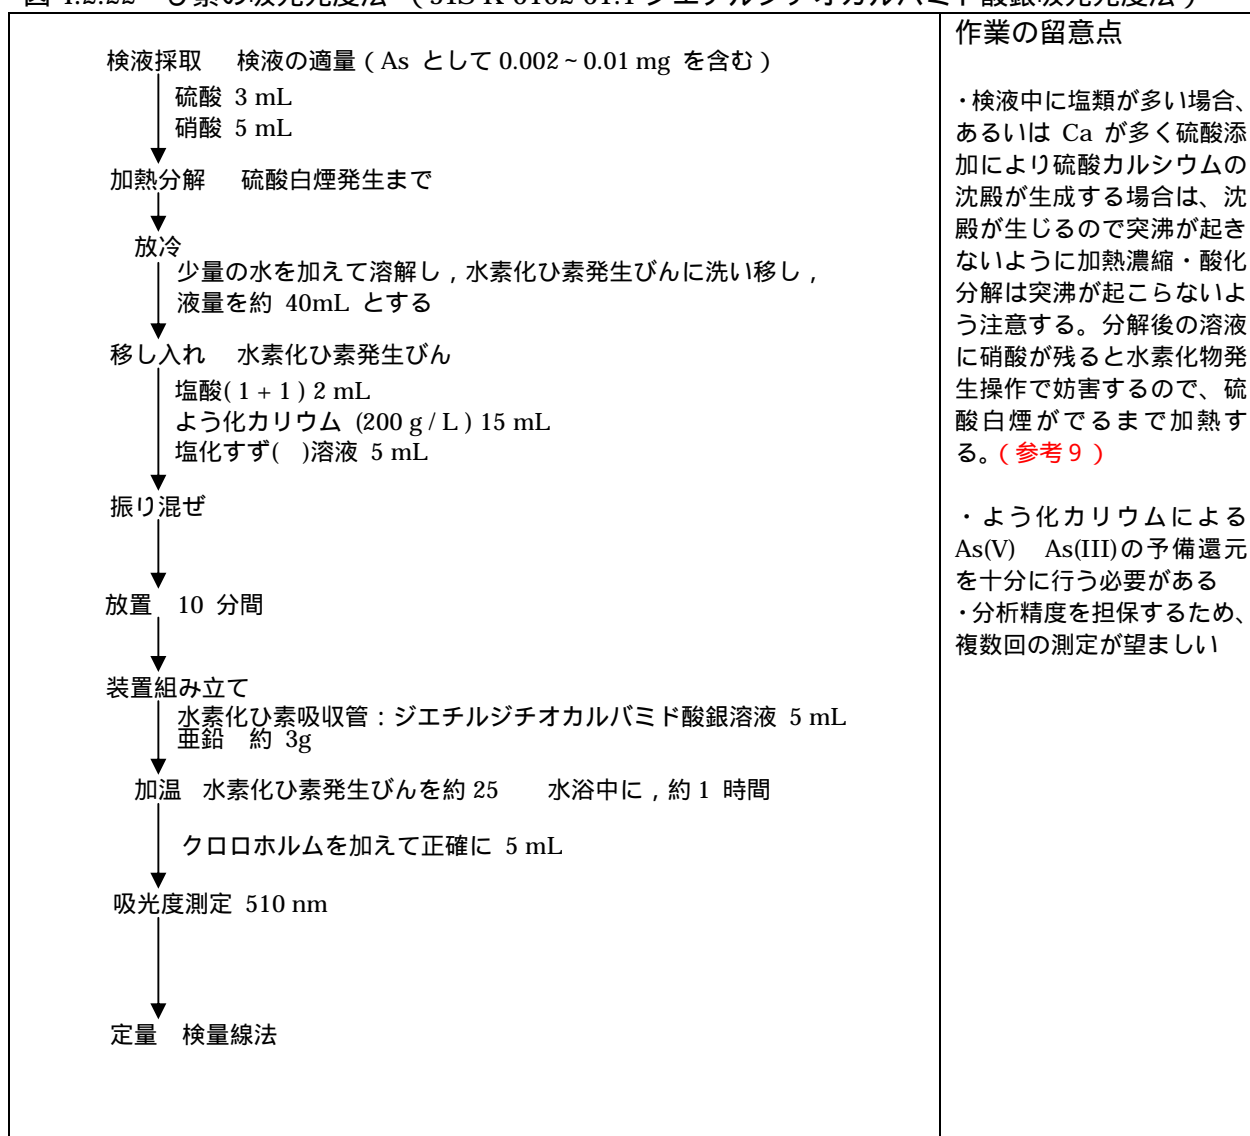 検液採取 検液の適量（As として 0.002～0.01 mg を含む）
硫酸 3 mL
硝酸 5 mL
加熱分解 硫酸白煙発生まで
放冷
少量の水を加えて溶解し，水素化ひ素発生びんに洗い移し，
液量を約 40mL とする
移し入れ 水素化ひ素発生びん
塩酸(1+1) 2 mL
よう化カリウム (200 g / L) 15 mL
塩化すず( )溶液 5 mL
振り混ぜ
放置 10 分間
装置組み立て
水素化ひ素吸収管：ジエチルジチオカルバミド酸銀溶液 5 mL
亜鉛 約 3g
加温 水素化ひ素発生びんを約 25 水浴中に，約 1 時間
クロロホルムを加えて正確に 5 mL
吸光度測定 510 nm
定量 検量線法
作業の留意点
・検液中に塩類が多い場合、
あるいは Ca が多く硫酸添
加により硫酸カルシウムの
沈殿が生成する場合は、沈
殿が生じるので突沸が起き
ないように加熱濃縮・酸化
分解は突沸が起こらないよ
う注意する。分解後の溶液
に硝酸が残ると水素化物発
生操作で妨害するので、硫
酸白煙がでるまで加熱す
る。（参考９）
・よう化カリウムによる
As(V) As(III)の予備還元
を十分に行う必要がある
・分析精度を担保するため、
複数回の測定が望ましい